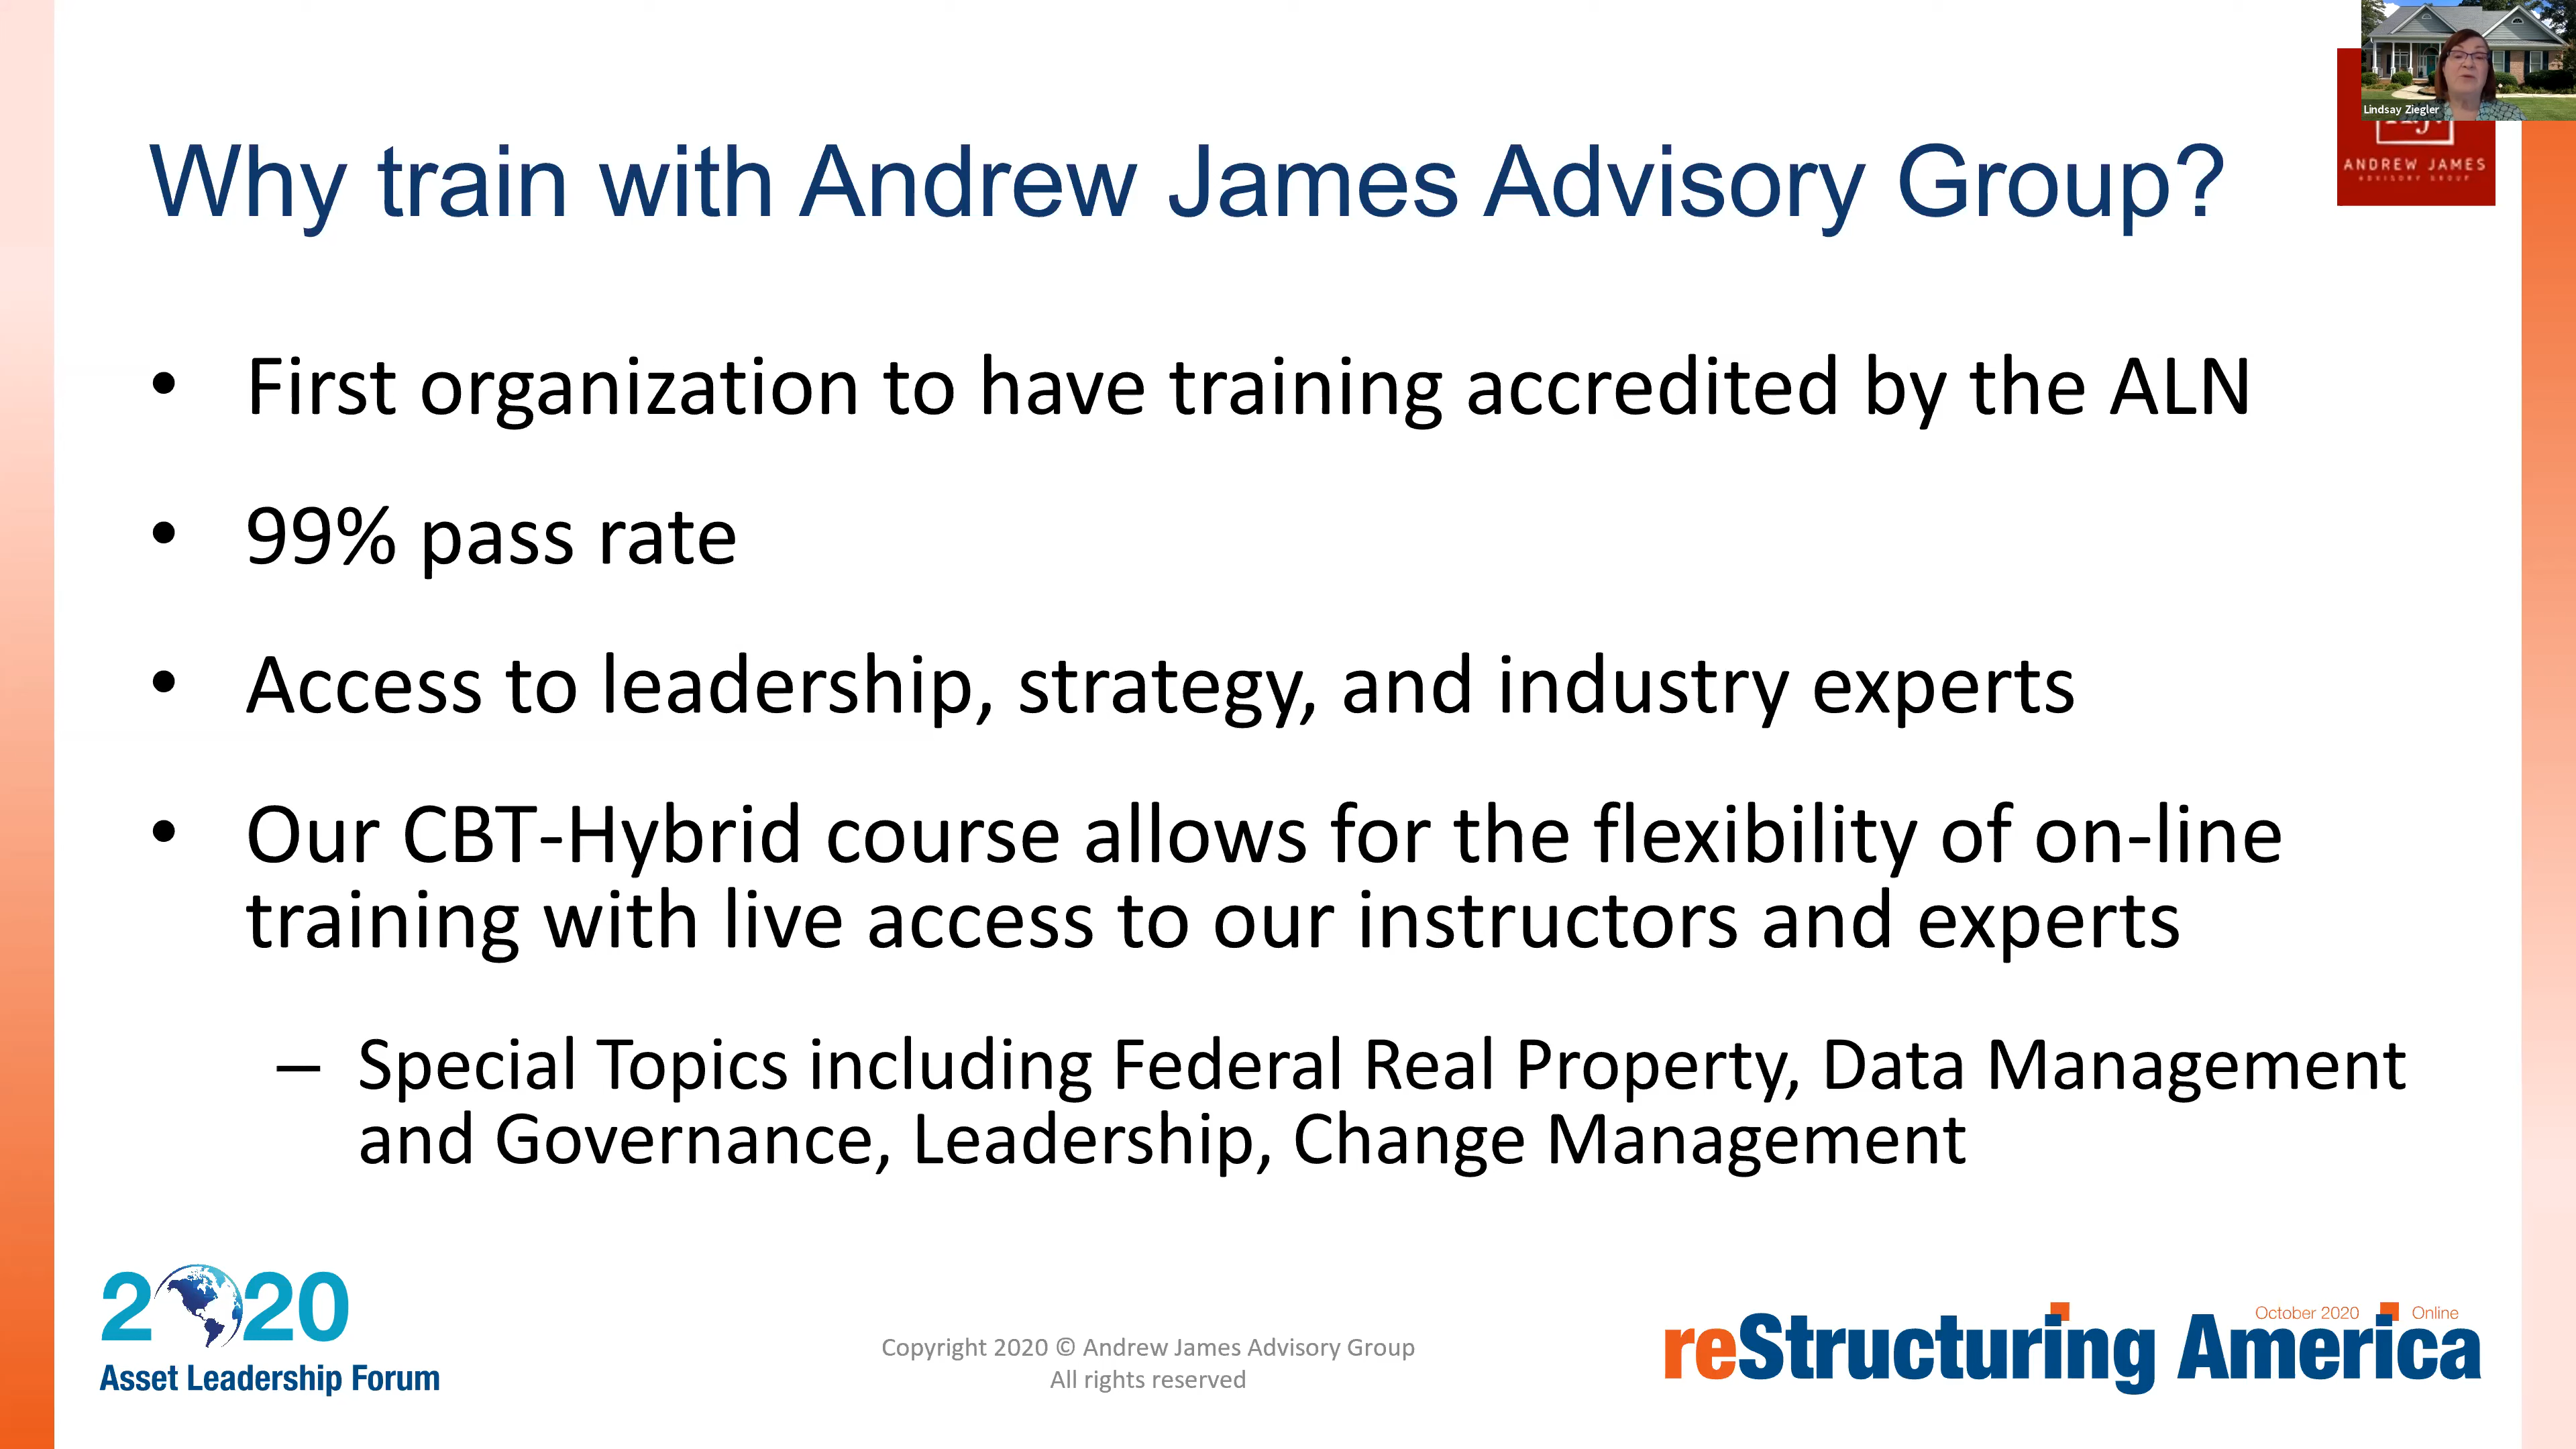 Lindsay Ziegler
ANDREW JAMES
ADVISORY GROUP
Why train with Andrew James Advisory Group?
• First organization to have training accredited by the ALN
• 99% pass rate
• Access to leadership, strategy, and industry experts
• Our CBT-Hybrid course allows for the flexibility of on-line
training with live access to our instructors and experts
– Special Topics including Federal Real Property, Data Management
and Governance, Leadership, Change Management
2020
Asset Leadership Forum
Copyright 2020 © Andrew James Advisory Group
All rights reserved
October 2020 Online
reStructuring America